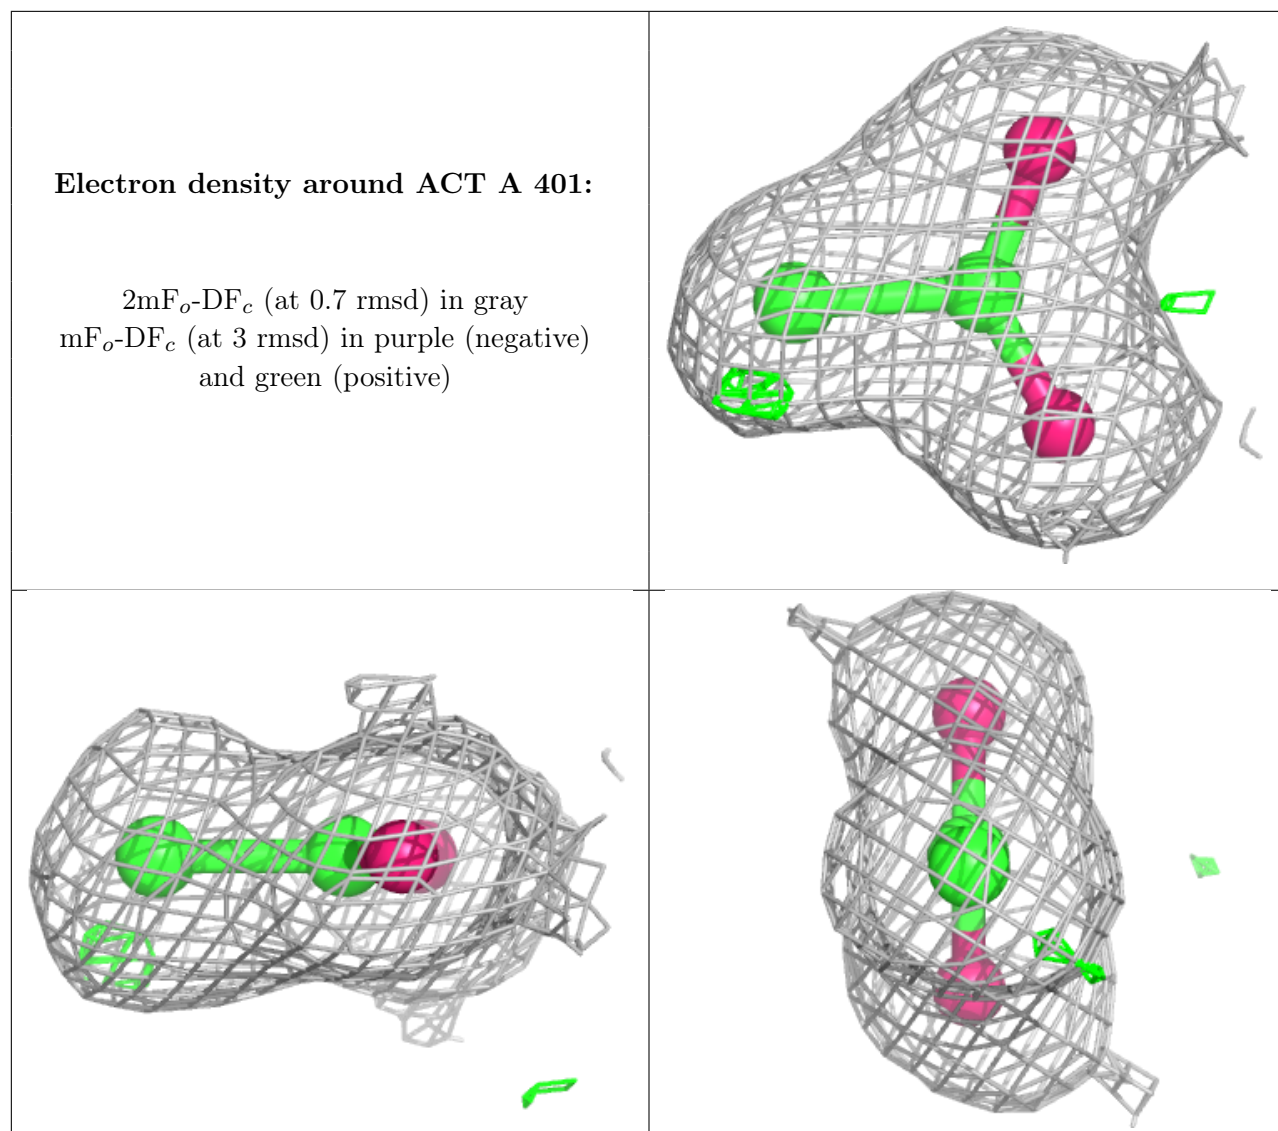 Electron density around ACT A 401:
2mFo-DFc (at 0.7 rmsd) in gray
mFo-DFc (at 3 rmsd) in purple (negative)
and green (positive)